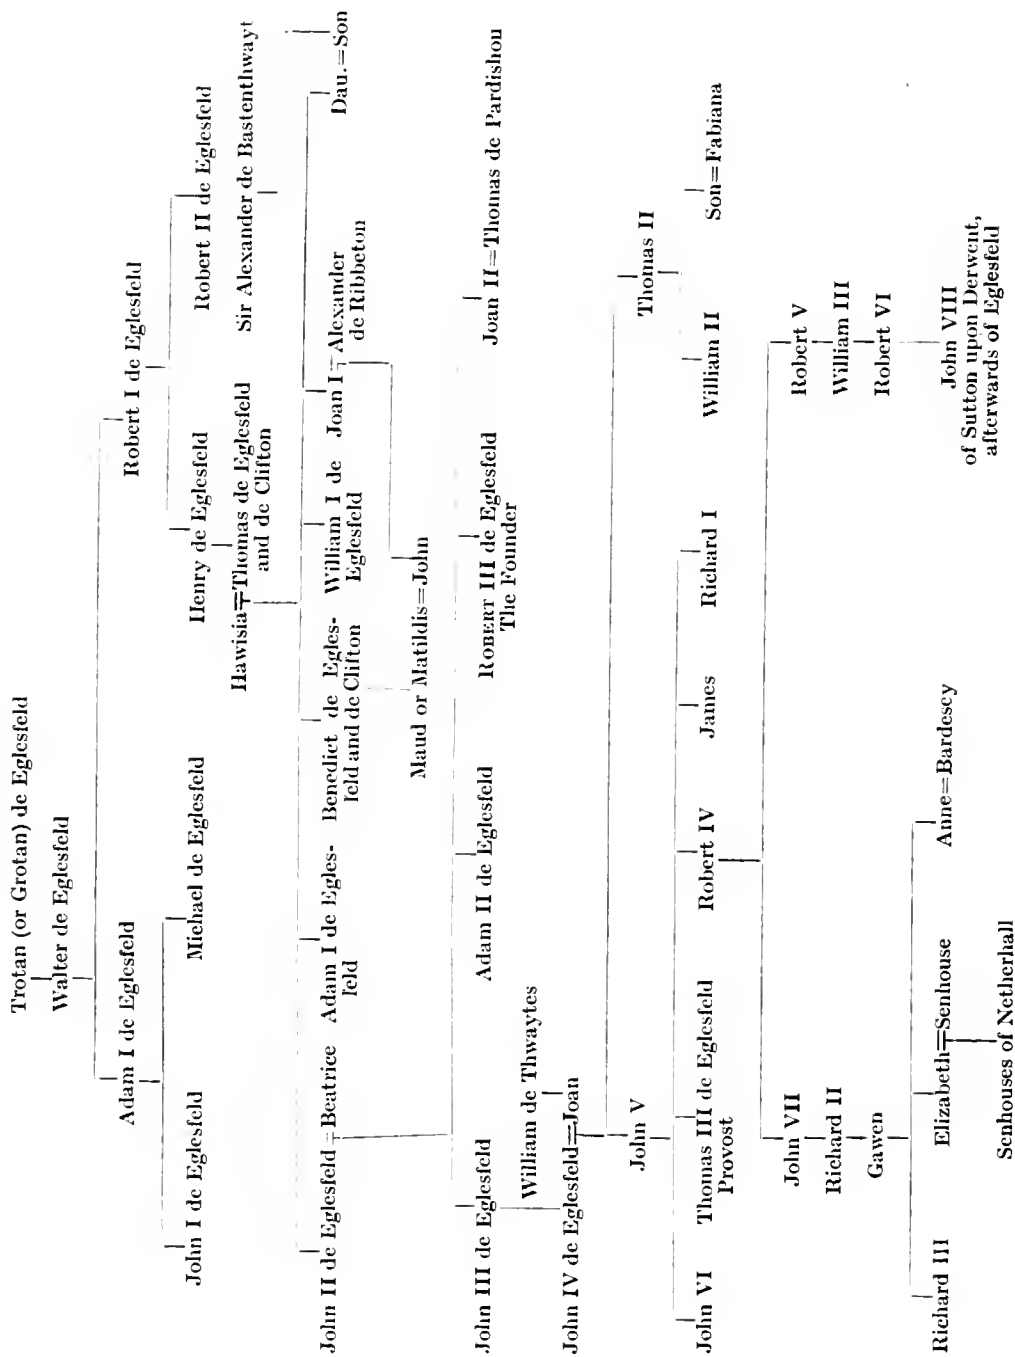 Trotan (or Grotan) de Eglesfeld
Walter de Eglesfeld
Adam I de Eglesfeld
Robert I de Eglesfeld
John I de Eglesfeld
Michael de Eglesfeld
Henry de Eglesfeld
Robert II de Eglesfeld
Hawisia=Thomas de Eglesfeld
and de Clifton
Sir Alexander de Bastenthwayt
John II de Eglesfeld=Beatrice
Adam I de Egles-
feld
Benedict de Egles-
feld and de Clifton
William I de
Eglesfeld
Joan I=Alexander
de Ribbeton
Dau.=Son
Maud or Matildis=John
John III de Eglesfeld
Adam II de Eglesfeld
ROBERT III de Eglesfeld
The Founder
Joan II=Thomas de Pardishou
William de Thwaytes
John IV de Eglesfeld=Joan
John V
Thomas II
John VI
Thomas III de Eglesfeld
Provost
Robert IV
James
Richard I
William II
Son=Fabiana
John VII
Richard II
Gawen
Robert V
William III
Robert VI
Richard III
Elizabeth=Senhouse
Anne=Bardesey
John VIII
of Sutton upon Derwent,
afterwards of Eglesfeld
Senhouses of Netherhall